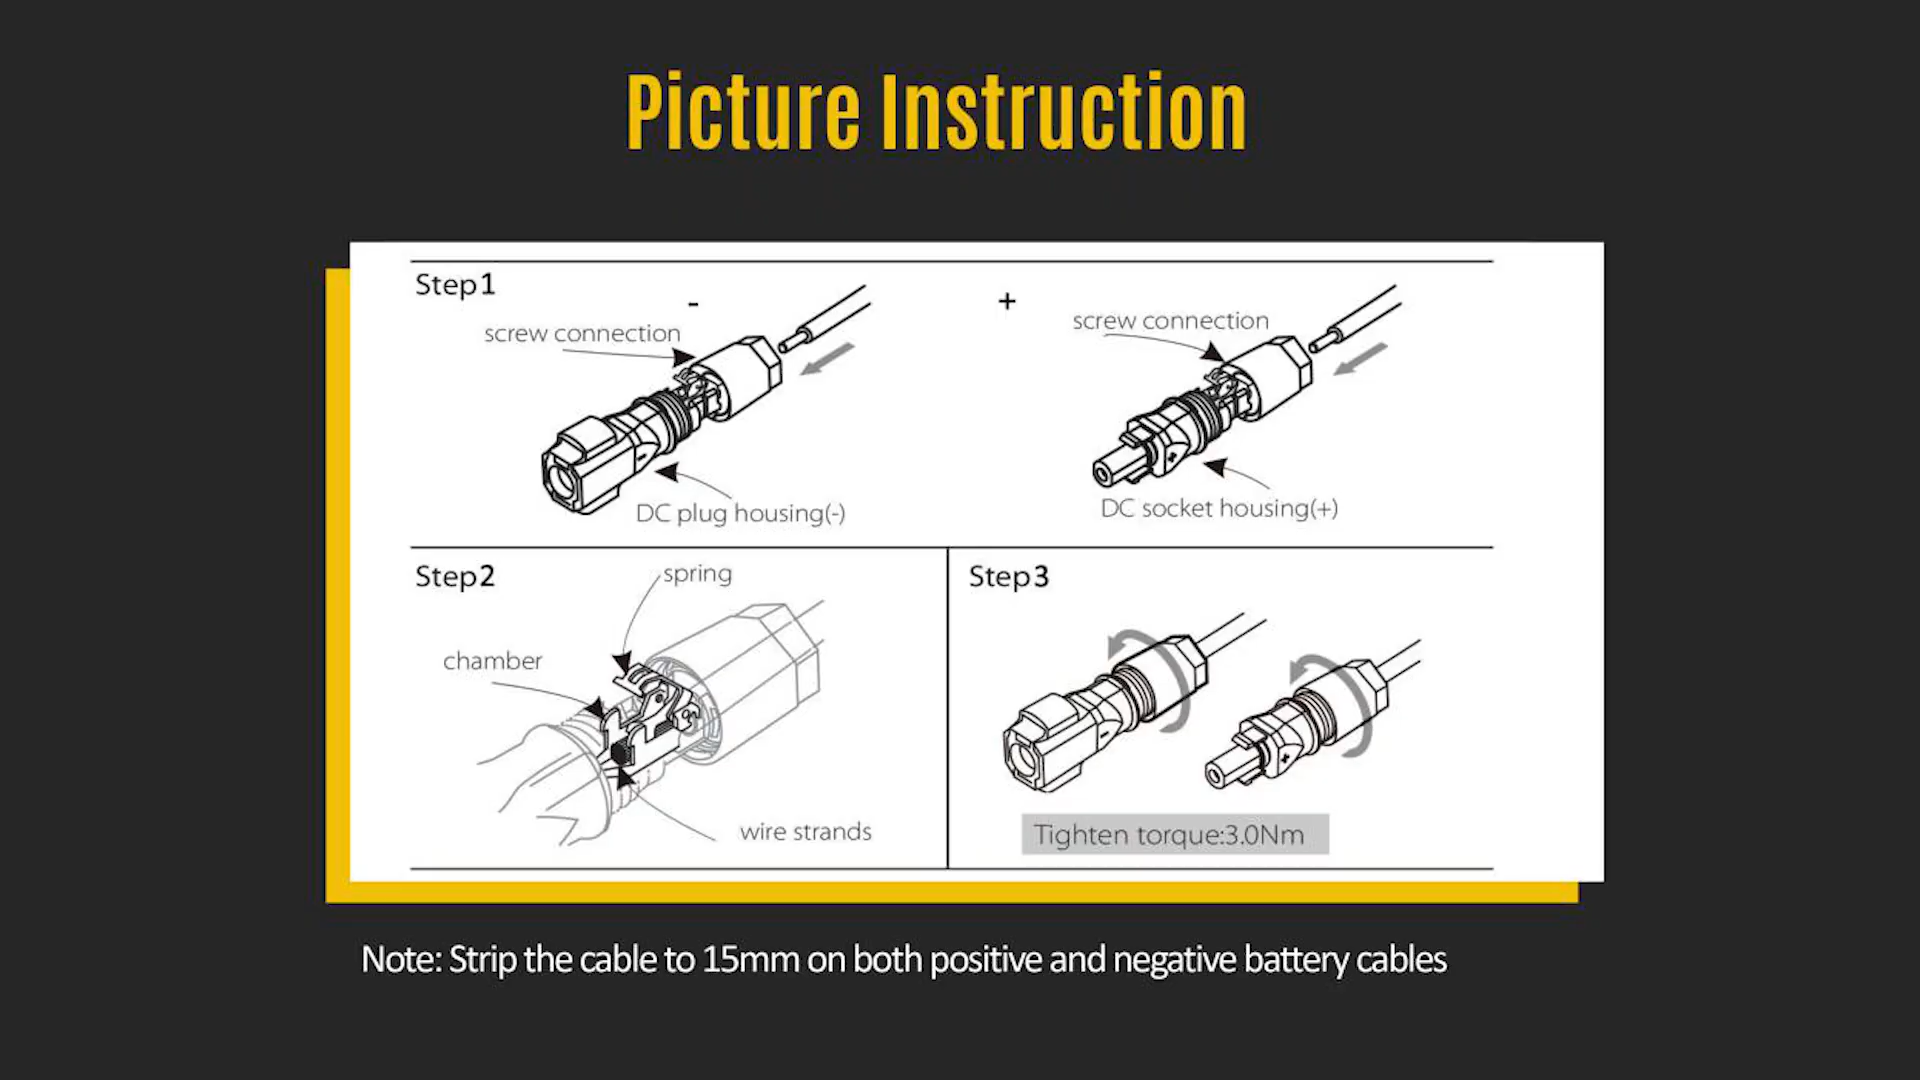 Picture Instruction
Step1
-
+
screw connection
screw connection
DC plug housing(-)
DC socket housing(+)
Step2
spring
chamber
wire strands
Step3
Tighten torque:3.0Nm
Note: Strip the cable to 15mm on both positive and negative battery cables